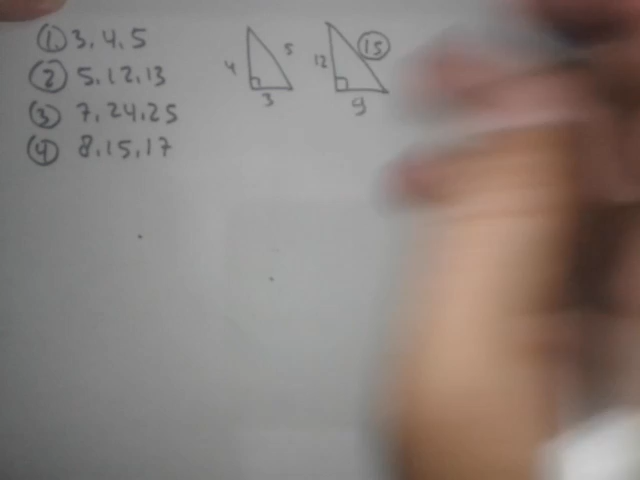 ① 3, 4, 5
② 5, 12, 13
③ 7, 24, 25
④ 8, 15, 17
4 5 3
12 15 9